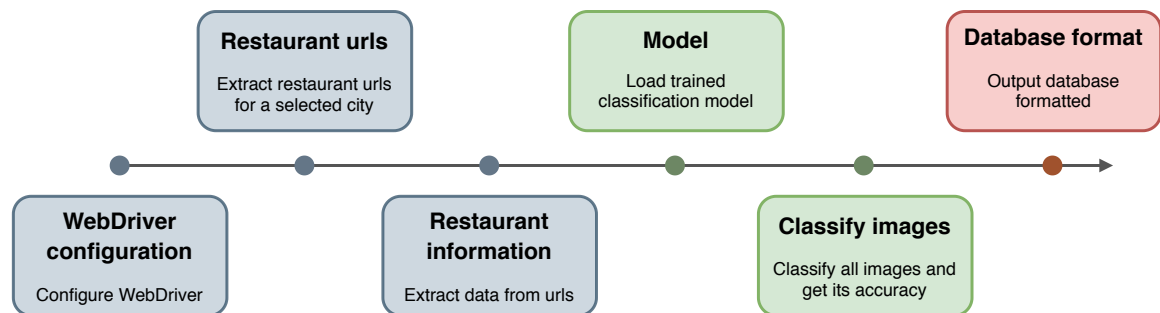 Restaurant urls
Extract restaurant urls
for a selected city
Model
Load trained
classification model
Database format
Output database
formatted
WebDriver
configuration
Configure WebDriver
Restaurant
information
Extract data from urls
Classify images
Classify all images and
get its accuracy